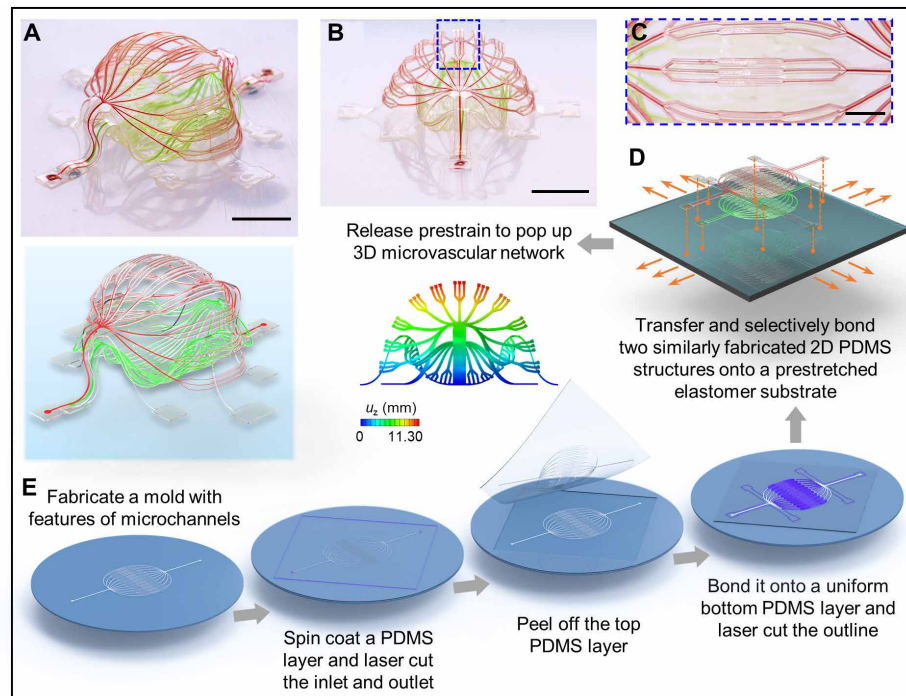 A
B
C
D
Release prestrain to pop up
3D microvascular network
Transfer and selectively bond
two similarly fabricated 2D PDMS
structures onto a prestretched
elastomer substrate
u_z (mm)
0 11.30
E
Fabricate a mold with
features of microchannels
Spin coat a PDMS
layer and laser cut
the inlet and outlet
Peel off the top
PDMS layer
Bond it onto a uniform
bottom PDMS layer and
laser cut the outline